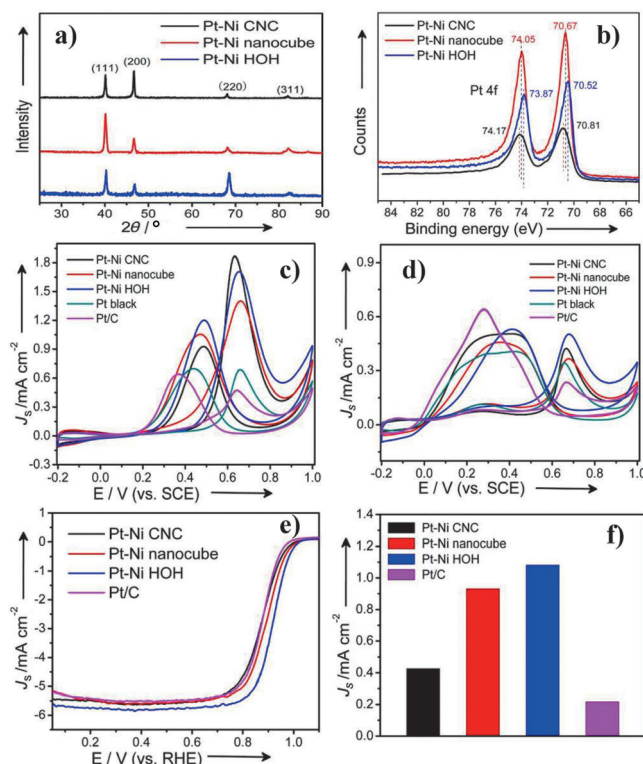 a)
Pt-Ni CNC
Pt-Ni nanocube
Pt-Ni HOH
(111)
(200)
(220)
(311)
Intensity
30 40 50 60 70 80 90
2θ / °
b)
Pt-Ni CNC
Pt-Ni nanocube
Pt-Ni HOH
74.05
70.67
Pt 4f
73.87
70.52
74.17
70.81
Counts
84 81 78 75 72 69 66
Binding energy (eV)
c)
Pt-Ni CNC
Pt-Ni nanocube
Pt-Ni HOH
Pt black
Pt/C
Js /mA cm⁻²
1.8
1.5
1.2
0.9
0.6
0.3
0.0
-0.3
-0.2 0.0 0.2 0.4 0.6 0.8 1.0
E / V (vs. SCE)
d)
Pt-Ni CNC
Pt-Ni nanocube
Pt-Ni HOH
Pt black
Pt/C
Js /mA cm⁻²
0.9
0.6
0.3
0.0
-0.2 0.0 0.2 0.4 0.6 0.8 1.0
E / V (vs. SCE)
e)
Pt-Ni CNC
Pt-Ni nanocube
Pt-Ni HOH
Pt/C
Js /mA cm⁻²
0
-1
-2
-3
-4
-5
-6
0.2 0.4 0.6 0.8 1.0
E / V (vs. RHE)
f)
Pt-Ni CNC
Pt-Ni nanocube
Pt-Ni HOH
Pt/C
Js /mA cm⁻²
1.4
1.2
1.0
0.8
0.6
0.4
0.2
0.0